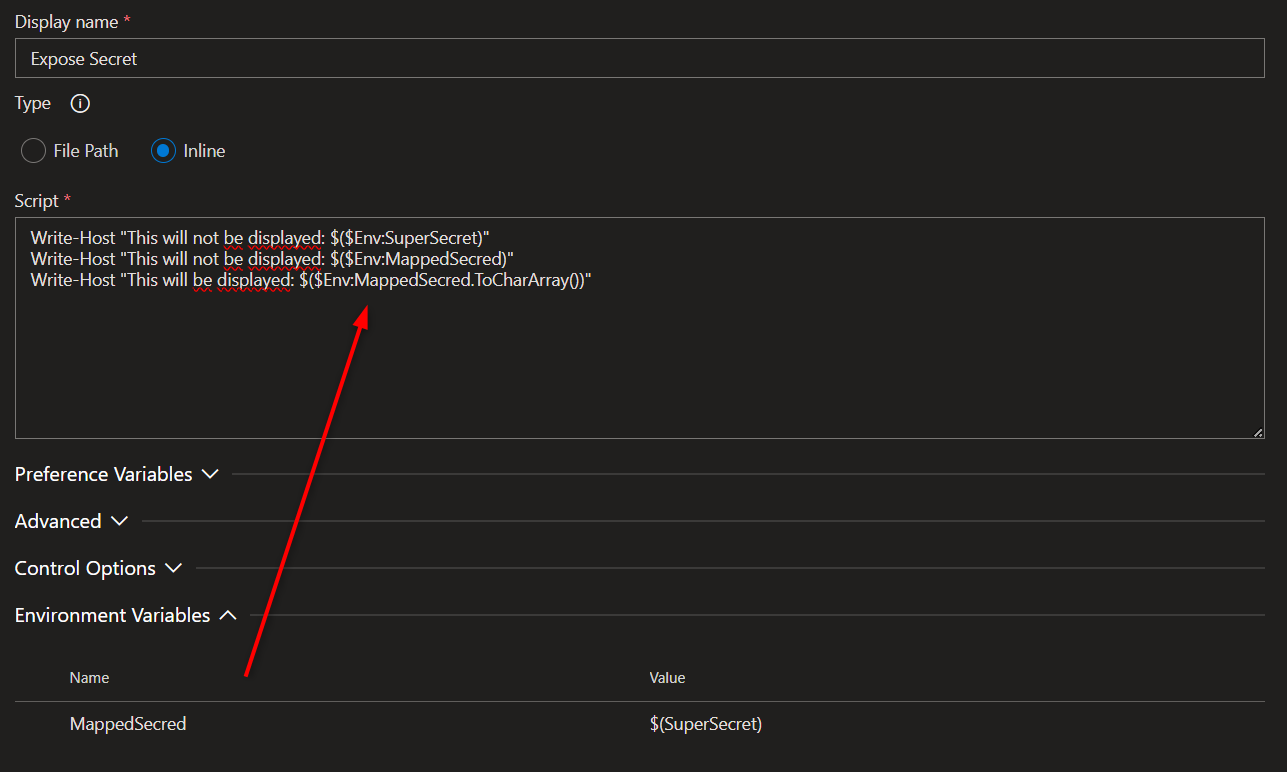 Display name *
Expose Secret
Type
File Path Inline
Script *
Write-Host "This will not be displayed: $($Env:SuperSecret)"
Write-Host "This will not be displayed: $($Env:MappedSecred)"
Write-Host "This will be displayed: $($Env:MappedSecred.ToCharArray())"
Preference Variables
Advanced
Control Options
Environment Variables
Name Value
MappedSecred $(SuperSecret)